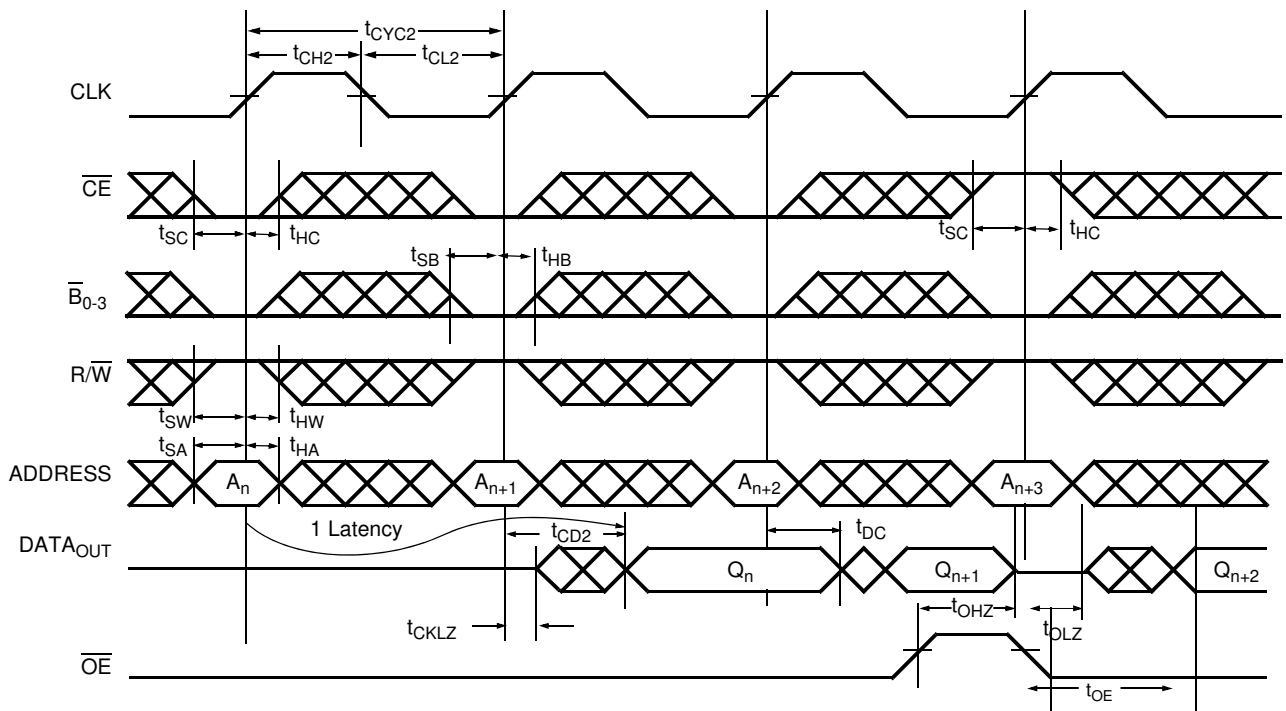 tCYC2
tCH2 tCL2
CLK
CE
tSC tHC tSC tHC
tSB tHB
B0-3
R/W
tSW tHW
tSA tHA
ADDRESS An An+1 An+2 An+3
1 Latency tCD2 tDC
DATAOUT
Qn Qn+1 Qn+2
tOHZ
tCKLZ tOLZ
OE
tOE